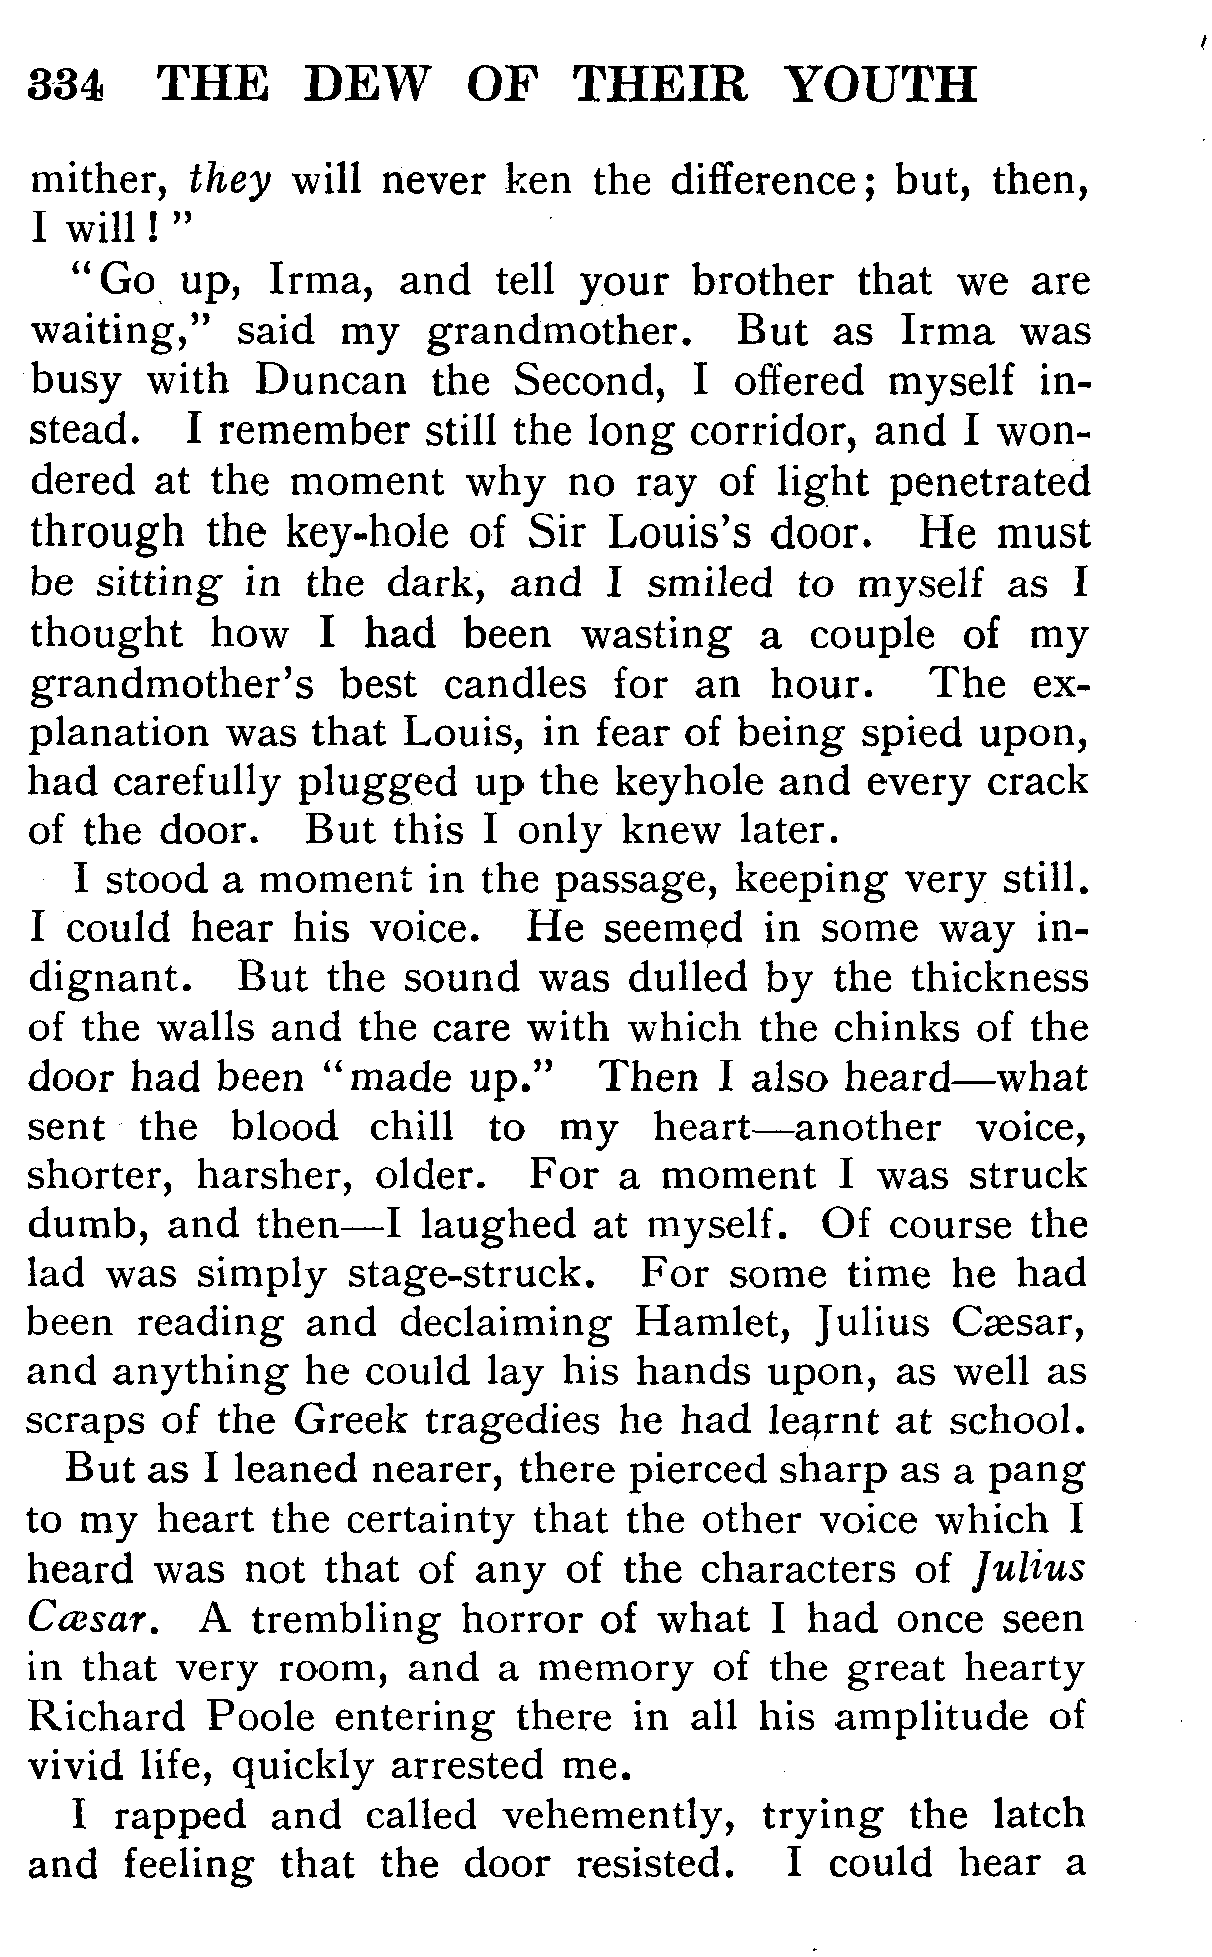 334 THE DEW OF THEIR YOUTH
mither, they will never ken the difference; but, then,
I will!"
"Go up, Irma, and tell your brother that we are
waiting," said my grandmother. But as Irma was
busy with Duncan the Second, I offered myself in-
stead. I remember still the long corridor, and I won-
dered at the moment why no ray of light penetrated
through the key-hole of Sir Louis's door. He must
be sitting in the dark, and I smiled to myself as I
thought how I had been wasting a couple of my
grandmother's best candles for an hour. The ex-
planation was that Louis, in fear of being spied upon,
had carefully plugged up the keyhole and every crack
of the door. But this I only knew later.
I stood a moment in the passage, keeping very still.
I could hear his voice. He seemed in some way in-
dignant. But the sound was dulled by the thickness
of the walls and the care with which the chinks of the
door had been "made up." Then I also heard—what
sent the blood chill to my heart—another voice,
shorter, harsher, older. For a moment I was struck
dumb, and then—I laughed at myself. Of course the
lad was simply stage-struck. For some time he had
been reading and declaiming Hamlet, Julius Cæsar,
and anything he could lay his hands upon, as well as
scraps of the Greek tragedies he had learnt at school.
But as I leaned nearer, there pierced sharp as a pang
to my heart the certainty that the other voice which I
heard was not that of any of the characters of Julius
Cæsar. A trembling horror of what I had once seen
in that very room, and a memory of the great hearty
Richard Poole entering there in all his amplitude of
vivid life, quickly arrested me.
I rapped and called vehemently, trying the latch
and feeling that the door resisted. I could hear a